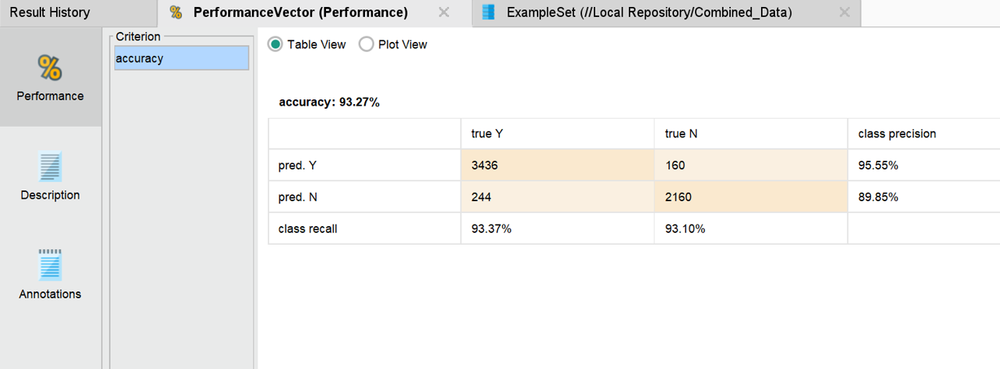 Result History
PerformanceVector (Performance)
ExampleSet (//Local Repository/Combined_Data)
Performance
Description
Annotations
Criterion
accuracy
Table View
Plot View
accuracy: 93.27%
true Y true N class precision
pred. Y 3436 160 95.55%
pred. N 244 2160 89.85%
class recall 93.37% 93.10%